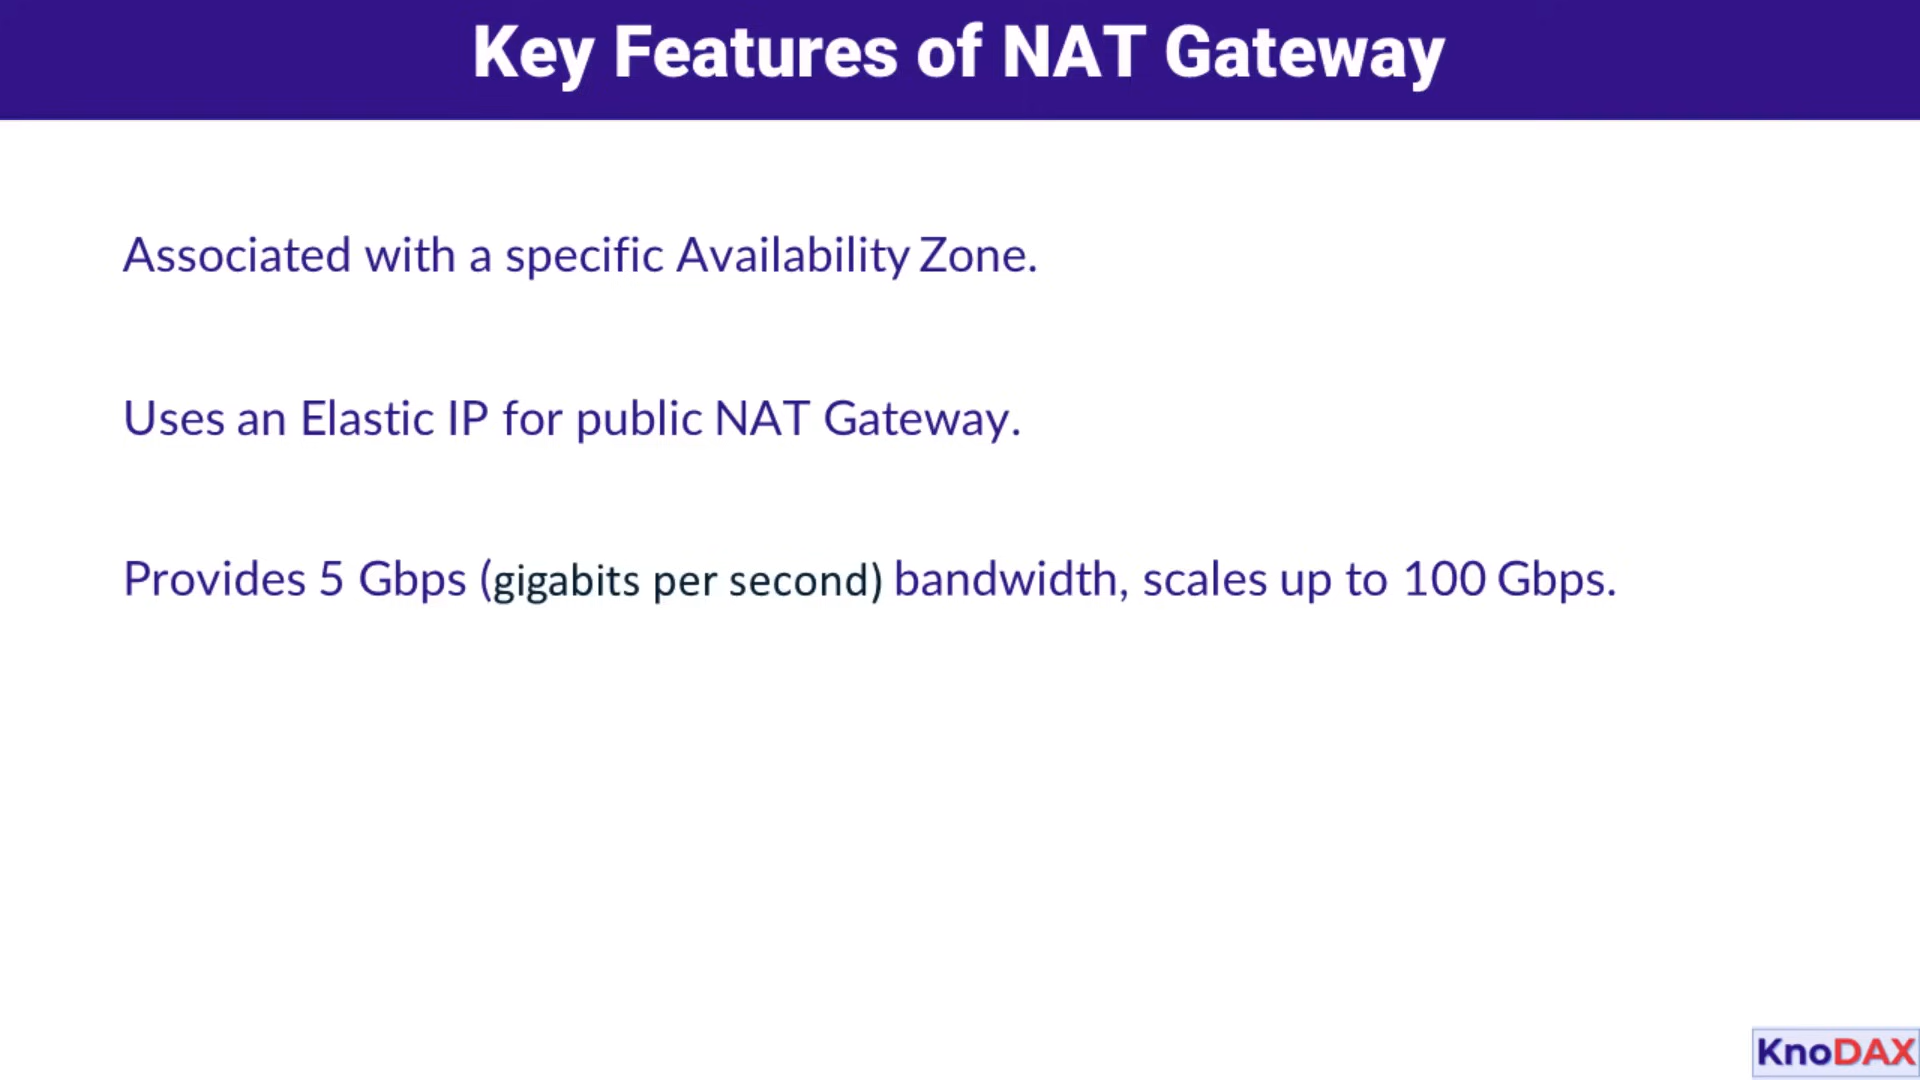 Key Features of NAT Gateway
Associated with a specific Availability Zone.
Uses an Elastic IP for public NAT Gateway.
Provides 5 Gbps (gigabits per second) bandwidth, scales up to 100 Gbps.
KnoDAX